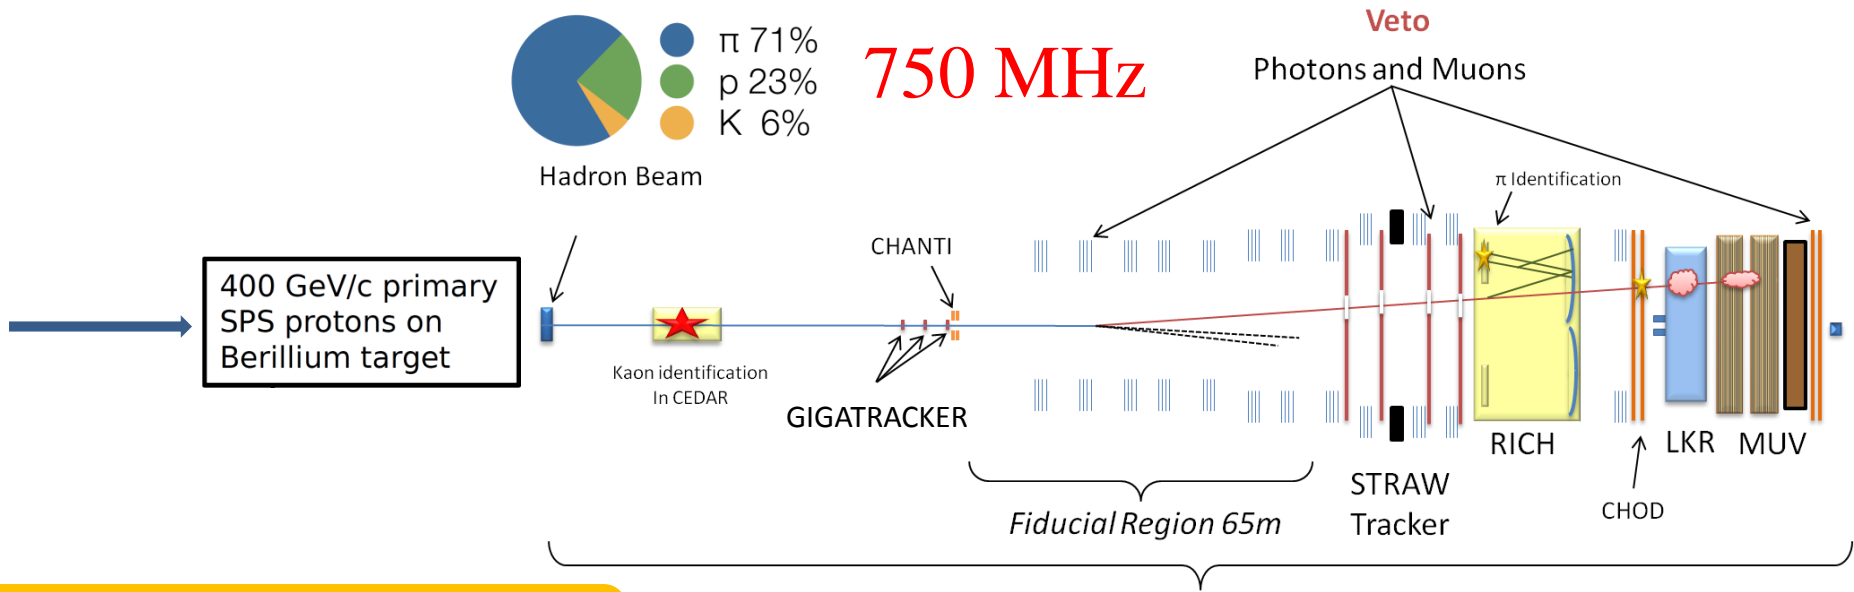 π 71%
p 23%
K 6%
Hadron Beam
750 MHz
Veto
Photons and Muons
π Identification
CHANTI
400 GeV/c primary
SPS protons on
Berillium target
Kaon identification
In CEDAR
GIGATRACKER
RICH
LKR
MUV
STRAW
Tracker
CHOD
Fiducial Region 65m